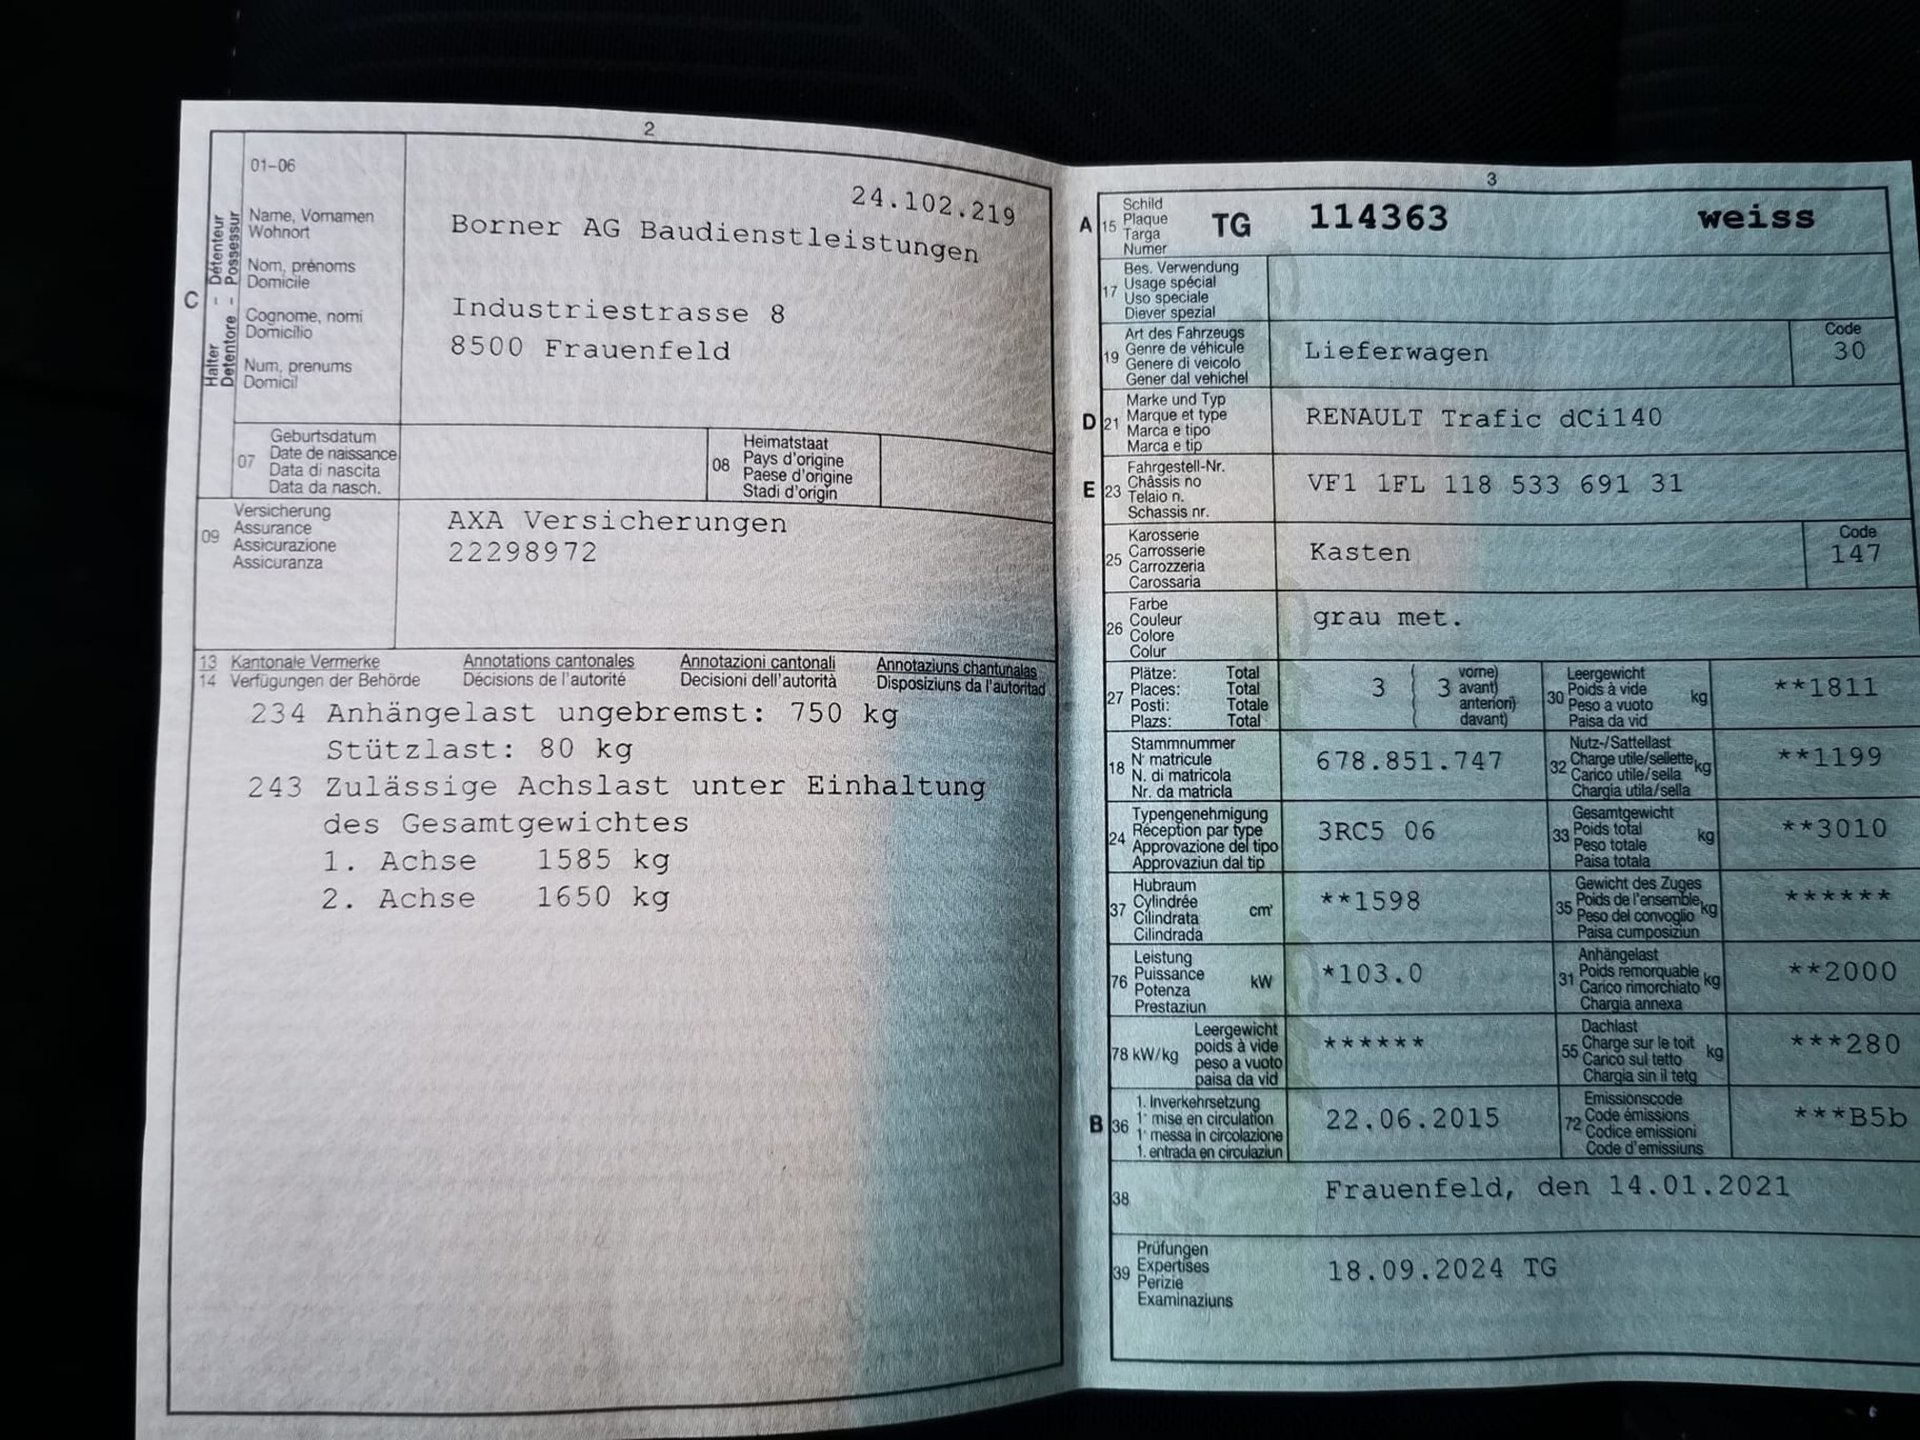 2
01-06
24.102.219
C
Halter - Détenteur
Detentore - Possessur
Name, Vornamen
Wohnort
Nom, prénoms
Domicile
Cognome, nomi
Domicilio
Num, prenums
Domicil
Borner AG Baudienstleistungen
Industriestrasse 8
8500 Frauenfeld
07
Geburtsdatum
Date de naissance
Data di nascita
Data da nasch.
08
Heimatstaat
Pays d'origine
Paese d'origine
Stadi d'origin
09
Versicherung
Assurance
Assicurazione
Assicuranza
AXA Versicherungen
22298972
13 Kantonale Vermerke Annotations cantonales Annotazioni cantonali Annotaziuns chantunalas
14 Verfügungen der Behörde Décisions de l'autorité Decisioni dell'autorità Disposiziuns da l'autoritad
234 Anhängelast ungebremst: 750 kg
Stützlast: 80 kg
243 Zulässige Achslast unter Einhaltung
des Gesamtgewichtes
1. Achse 1585 kg
2. Achse 1650 kg
3
A 15
Schild
Plaque
Targa
Numer
TG 114363 weiss
17
Bes. Verwendung
Usage spécial
Uso speciale
Diever spezial
19
Art des Fahrzeugs
Genre de véhicule
Genere di veicolo
Gener dal vehichel
Lieferwagen
Code
30
D 21
Marke und Typ
Marque et type
Marca e tipo
Marca e tip
RENAULT Trafic dCi140
E 23
Fahrgestell-Nr.
Châssis no
Telaio n.
Schassis nr.
VF1 1FL 118 533 691 31
25
Karosserie
Carrosserie
Carrozzeria
Carossaria
Kasten
Code
147
26
Farbe
Couleur
Colore
Colur
grau met.
27
Plätze: Total
Places: Total
Posti: Totale
Plazs: Total
3 ( 3
vorne)
avant)
anteriori)
davant)
30
Leergewicht
Poids à vide
Peso a vuoto
Paisa da vid
kg
**1811
18
Stammnummer
N° matricule
N. di matricola
Nr. da matricla
678.851.747
32
Nutz-/Sattellast
Charge utile/sellette
Carico utile/sella
Chargia utila/sella
kg
**1199
24
Typengenehmigung
Réception par type
Approvazione del tipo
Approvaziun dal tip
3RC5 06
33
Gesamtgewicht
Poids total
Peso totale
Paisa totala
kg
**3010
37
Hubraum
Cylindrée
Cilindrata
Cilindrada
cm³
**1598
35
Gewicht des Zuges
Poids de l'ensemble
Peso del convoglio
Paisa cumposiziun
kg
******
76
Leistung
Puissance
Potenza
Prestaziun
kW
*103.0
31
Anhängelast
Poids remorquable
Carico rimorchiato
Chargia annexa
kg
**2000
78 kW/kg
Leergewicht
poids à vide
peso a vuoto
paisa da vid
******
55
Dachlast
Charge sur le toit
Carico sul tetto
Chargia sin il tetg
kg
***280
B 36
1. Inverkehrsetzung
1° mise en circulation
1° messa in circolazione
1. entrada en circulaziun
22.06.2015
72
Emissionscode
Code émissions
Codice emissioni
Code d'emissiuns
***B5b
38
Frauenfeld, den 14.01.2021
39
Prüfungen
Expertises
Perizie
Examinaziuns
18.09.2024 TG